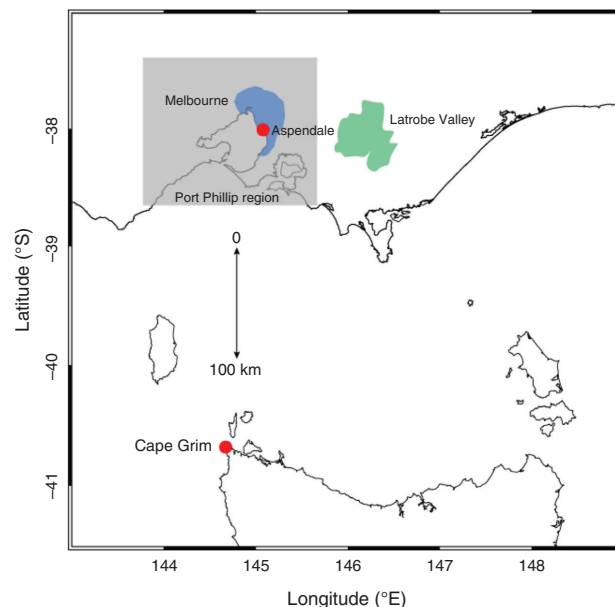 Melbourne
Aspendale
Latrobe Valley
Port Phillip region
0
100 km
Cape Grim
−38
−39
−40
−41
Latitude (°S)
144
145
146
147
148
Longitude (°E)